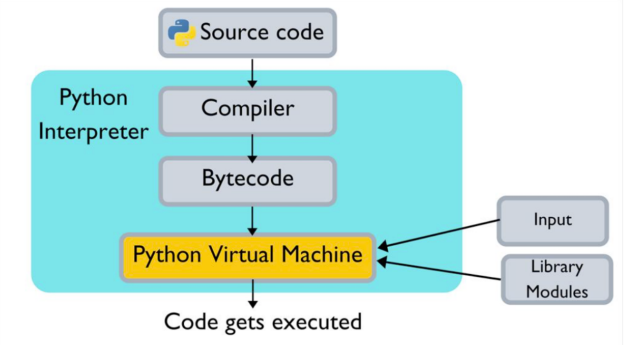 Source code
Python
Interpreter
Compiler
Bytecode
Python Virtual Machine
Input
Library
Modules
Code gets executed